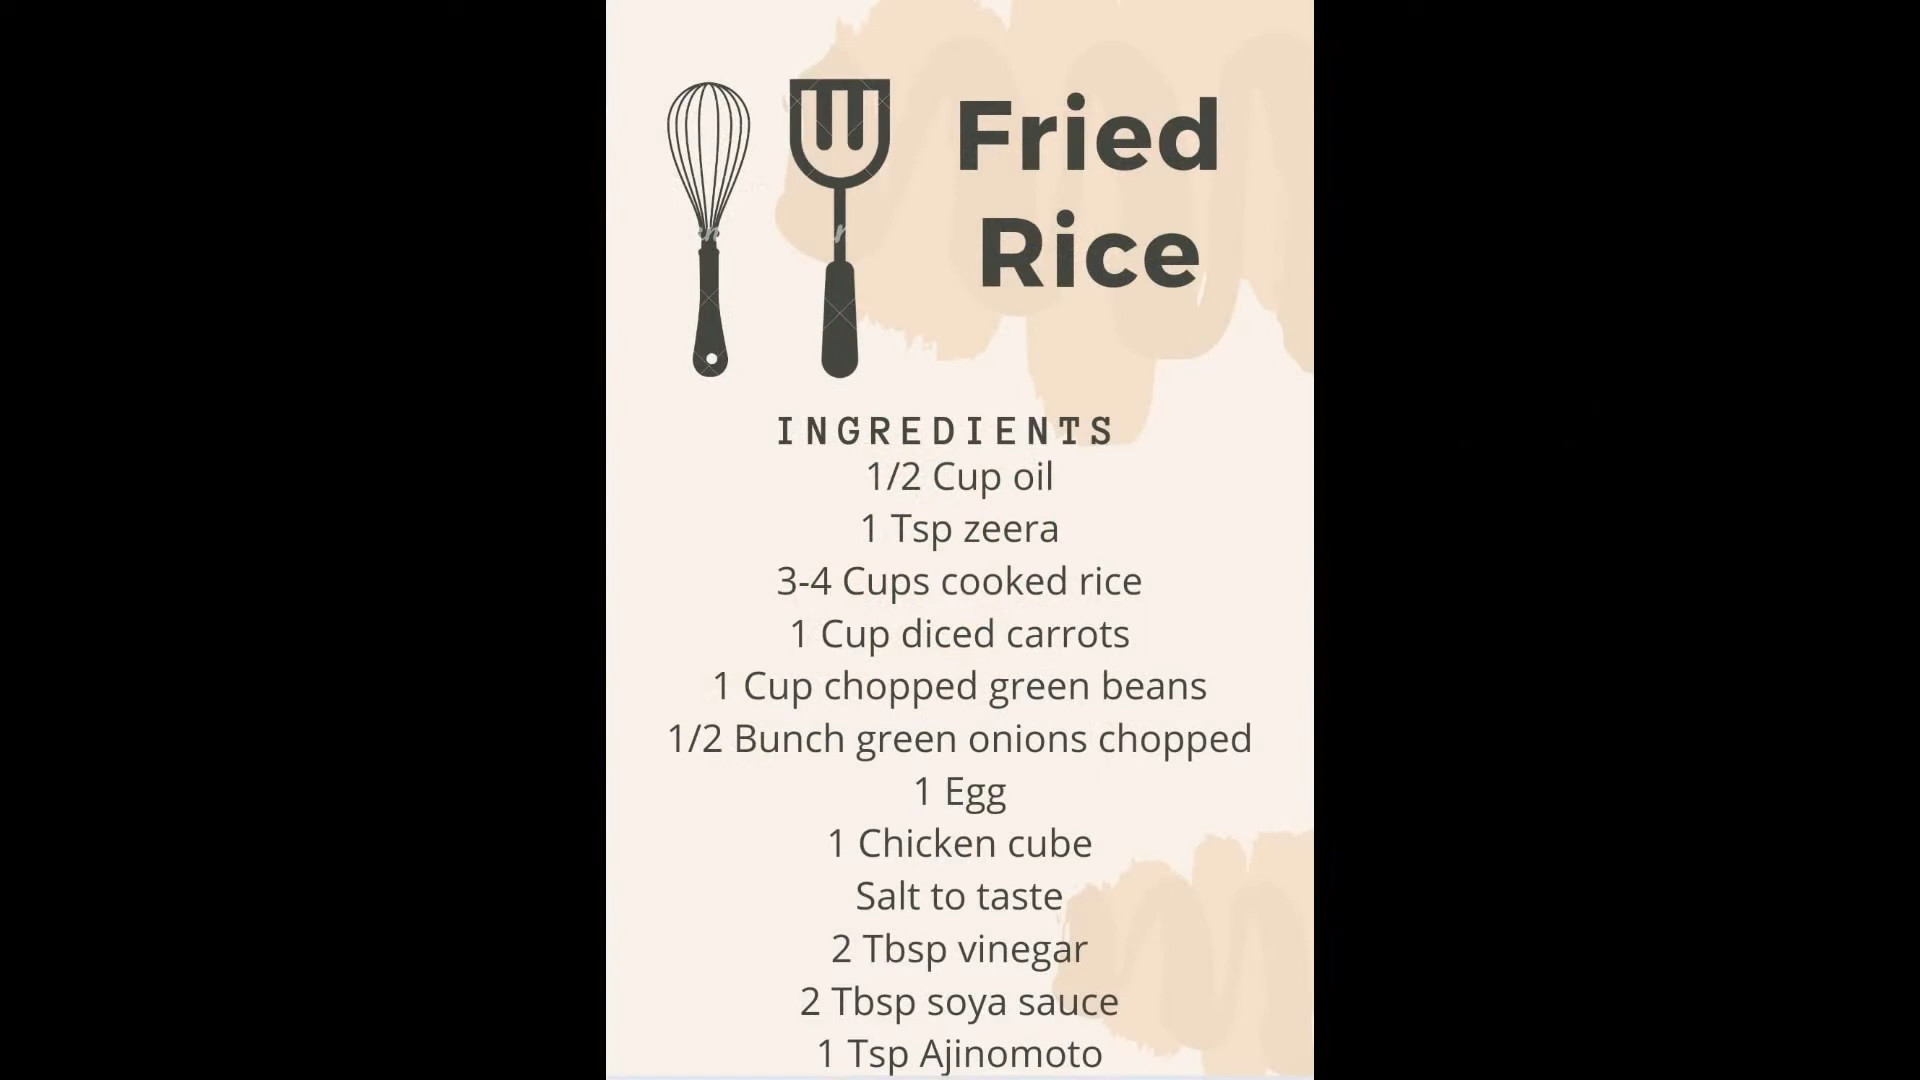 Fried
Rice
INGREDIENTS
1/2 Cup oil
1 Tsp zeera
3-4 Cups cooked rice
1 Cup diced carrots
1 Cup chopped green beans
1/2 Bunch green onions chopped
1 Egg
1 Chicken cube
Salt to taste
2 Tbsp vinegar
2 Tbsp soya sauce
1 Tsp Ajinomoto